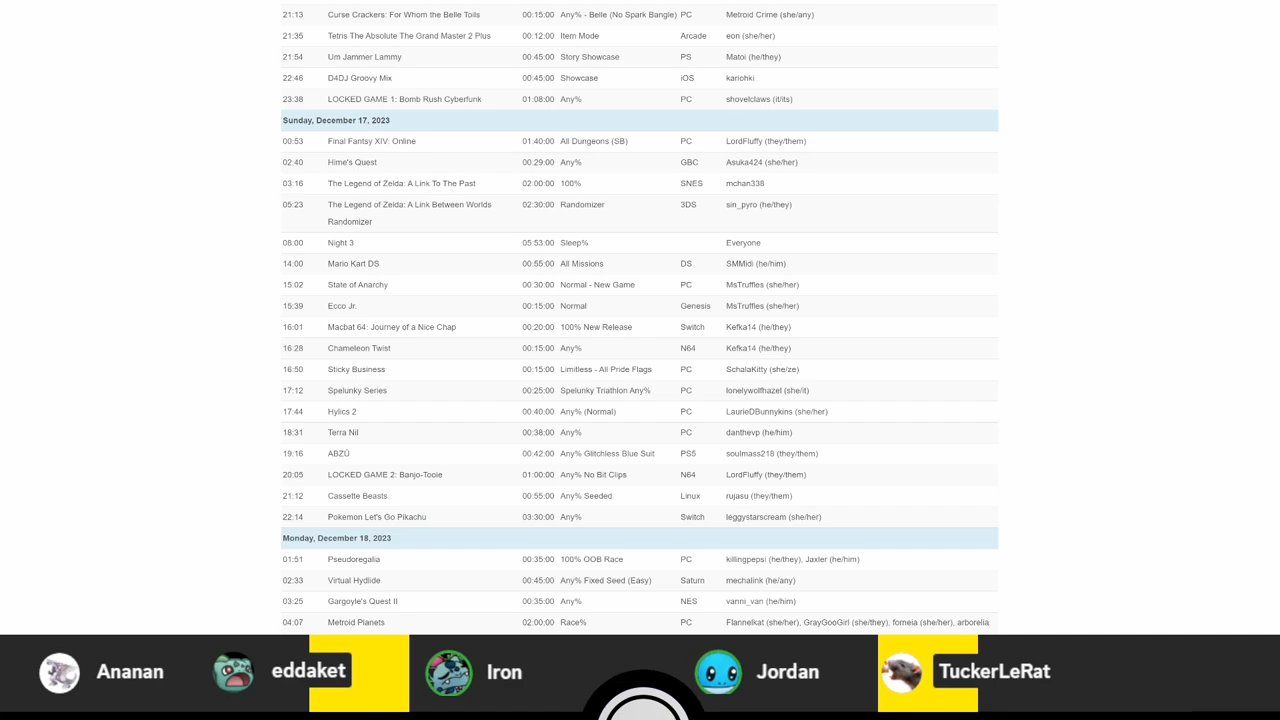 21:13 Curse Crackers: For Whom the Belle Toils 00:15:00 Any% - Belle (No Spark Bangle) PC Metroid Crime (she/any)
21:35 Tetris The Absolute The Grand Master 2 Plus 00:12:00 Item Mode Arcade eon (she/her)
21:54 Um Jammer Lammy 00:45:00 Story Showcase PS Matoi (he/they)
22:46 D4DJ Groovy Mix 00:45:00 Showcase iOS kariohki
23:38 LOCKED GAME 1: Bomb Rush Cyberfunk 01:08:00 Any% PC shovelclaws (it/its)
Sunday, December 17, 2023
00:53 Final Fantsy XIV: Online 01:40:00 All Dungeons (SB) PC LordFluffy (they/them)
02:40 Hime's Quest 00:29:00 Any% GBC Asuka424 (she/her)
03:16 The Legend of Zelda: A Link To The Past 02:00:00 100% SNES mchan338
05:23 The Legend of Zelda: A Link Between Worlds 02:30:00 Randomizer 3DS sin_pyro (he/they)
Randomizer
08:00 Night 3 05:53:00 Sleep% Everyone
14:00 Mario Kart DS 00:55:00 All Missions DS SMMidi (he/him)
15:02 State of Anarchy 00:30:00 Normal - New Game PC MsTruffles (she/her)
15:39 Ecco Jr. 00:15:00 Normal Genesis MsTruffles (she/her)
16:01 Macbat 64: Journey of a Nice Chap 00:20:00 100% New Release Switch Kefka14 (he/they)
16:28 Chameleon Twist 00:15:00 Any% N64 Kefka14 (he/they)
16:50 Sticky Business 00:15:00 Limitless - All Pride Flags PC SchalaKitty (she/ze)
17:12 Spelunky Series 00:25:00 Spelunky Triathlon Any% PC lonelywolfhazel (she/it)
17:44 Hylics 2 00:40:00 Any% (Normal) PC LaurieDBunnykins (she/her)
18:31 Terra Nil 00:38:00 Any% PC danthevp (he/him)
19:16 ABZÛ 00:42:00 Any% Glitchless Blue Suit PS5 soulmass218 (they/them)
20:05 LOCKED GAME 2: Banjo-Tooie 01:00:00 Any% No Bit Clips N64 LordFluffy (they/them)
21:12 Cassette Beasts 00:55:00 Any% Seeded Linux rujasu (they/them)
22:14 Pokemon Let's Go Pikachu 03:30:00 Any% Switch leggystarscream (she/her)
Monday, December 18, 2023
01:51 Pseudoregalia 00:35:00 100% OOB Race PC killingpepsi (he/they), Jaxler (he/him)
02:33 Virtual Hydlide 00:45:00 Any% Fixed Seed (Easy) Saturn mechalink (he/any)
03:25 Gargoyle's Quest II 00:35:00 Any% NES vanni_van (he/him)
04:07 Metroid Planets 02:00:00 Race% PC Flannelkat (she/her), GrayGooGirl (she/they), forneia (she/her), arborelia
Ananan eddaket Iron Jordan TuckerLeRat